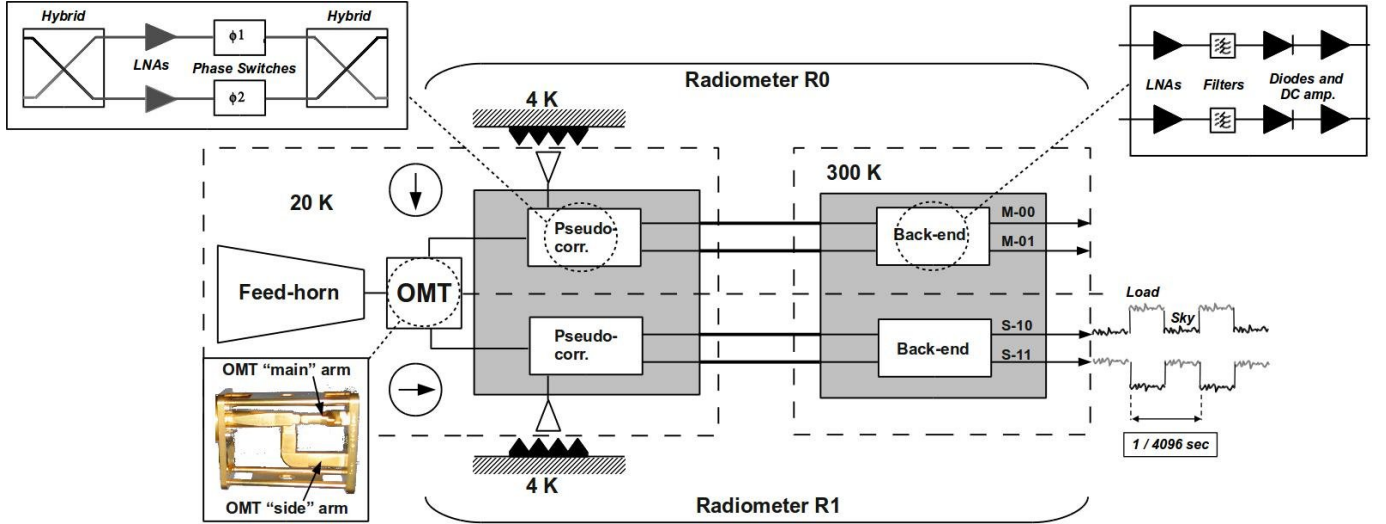 Hybrid
Hybrid
ϕ1
LNAs
Phase Switches
ϕ2
Radiometer R0
LNAs
Filters
Diodes and
DC amp.
4 K
20 K
300 K
Pseudo-
corr.
Back-end
M-00
M-01
Feed-horn
OMT
Pseudo-
corr.
Back-end
S-10
S-11
Load
Sky
1 / 4096 sec
OMT “main” arm
OMT “side” arm
4 K
Radiometer R1